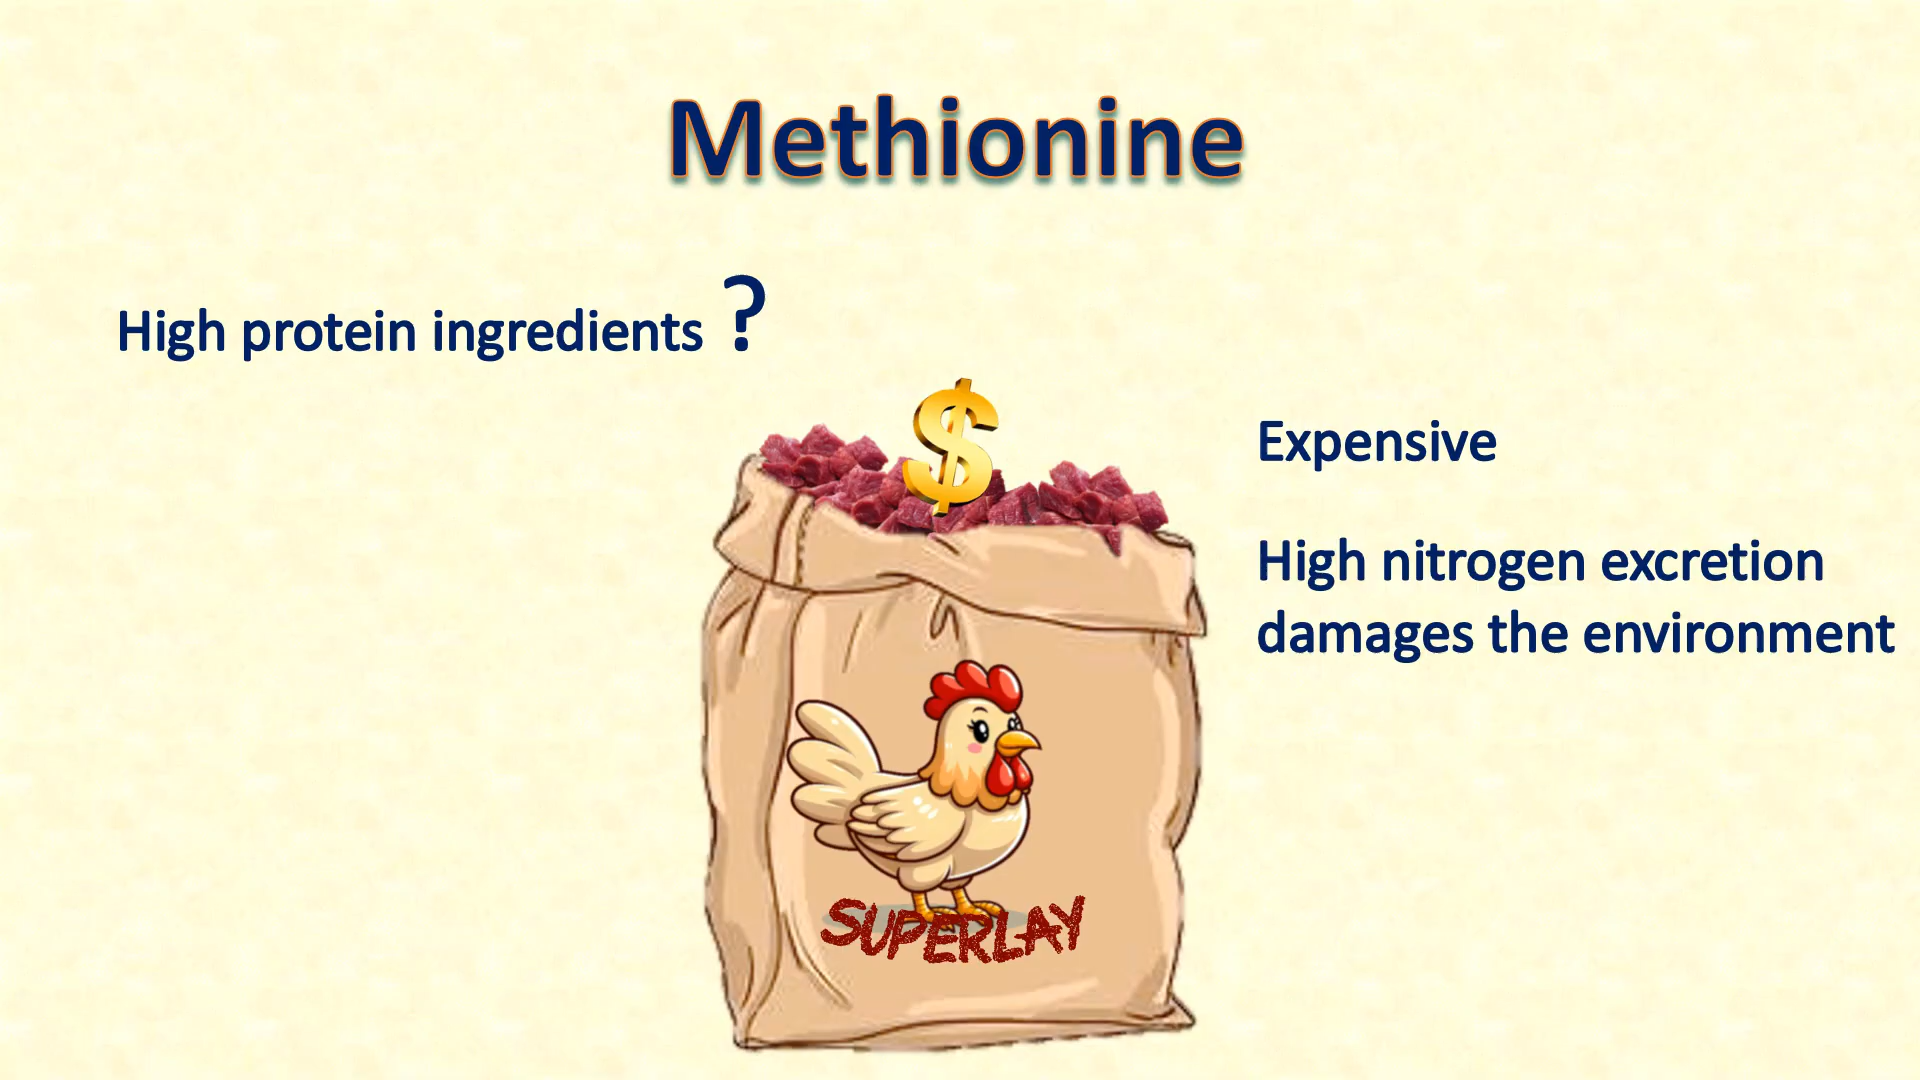 Methionine
High protein ingredients ?
$
Expensive
High nitrogen excretion
damages the environment
SUPERLAY